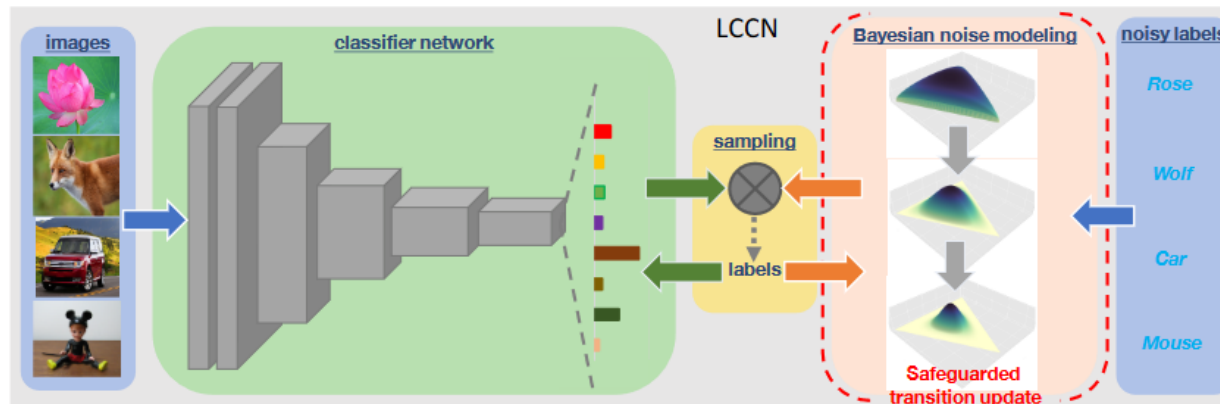 LCCN
images
classifier network
sampling
labels
Bayesian noise modeling
Safeguarded
transition update
noisy labels
Rose
Wolf
Car
Mouse